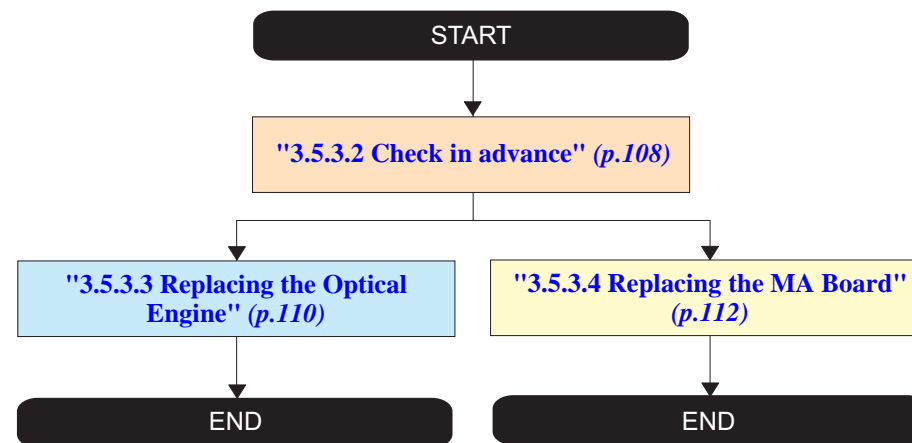 START
"3.5.3.2 Check in advance" (p.108)
"3.5.3.3 Replacing the Optical
Engine" (p.110)
"3.5.3.4 Replacing the MA Board"
(p.112)
END
END